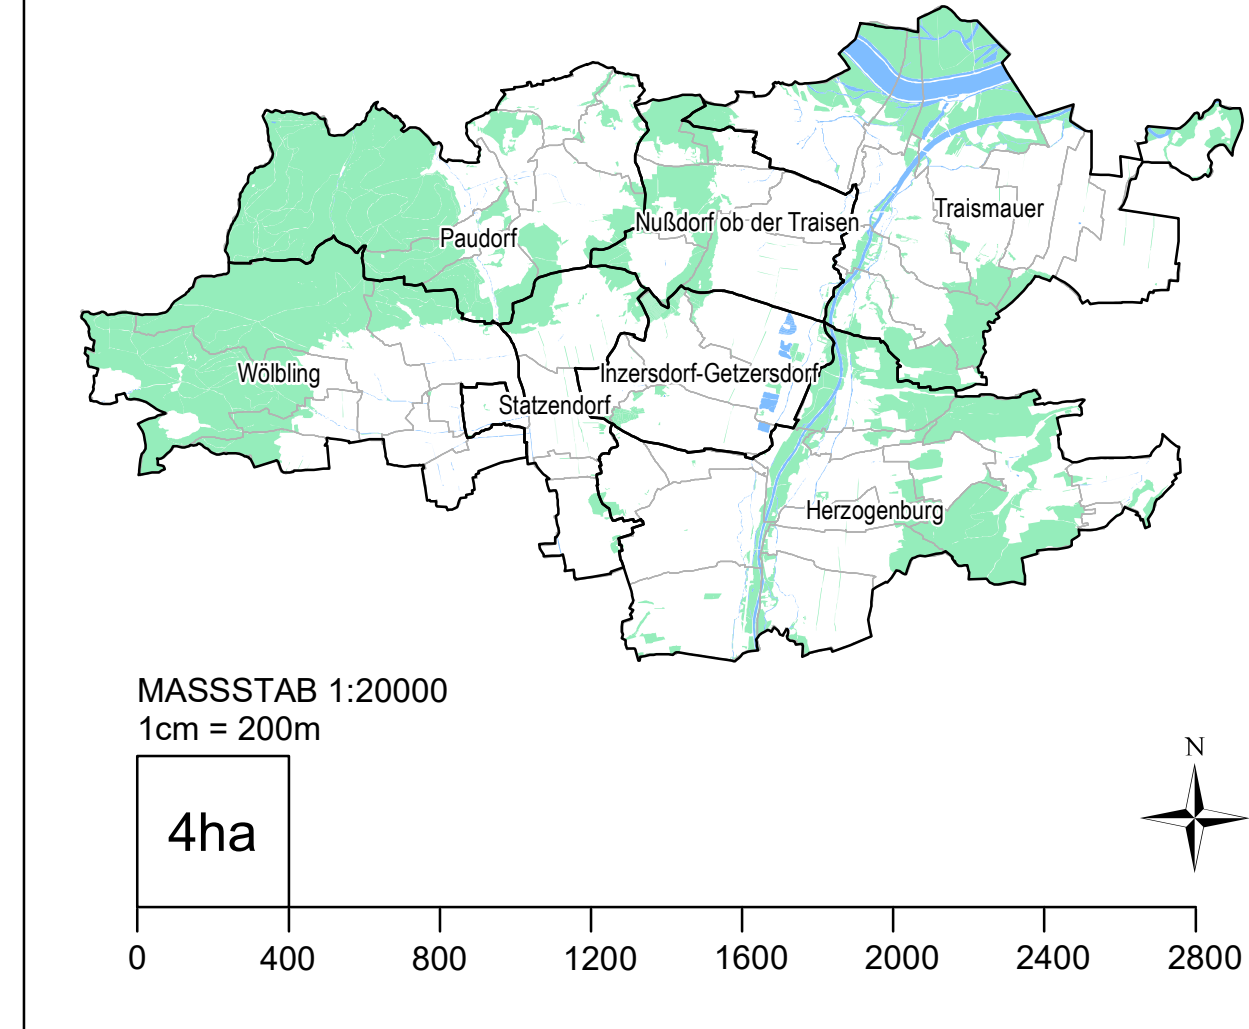 Traismauer
Nußdorf ob der Traisen
Paudorf
Wölbling
Inzersdorf-Getzersdorf
Statzendorf
Herzogenburg
MASSSTAB 1:20000
1cm = 200m
N
4ha
0 400 800 1200 1600 2000 2400 2800